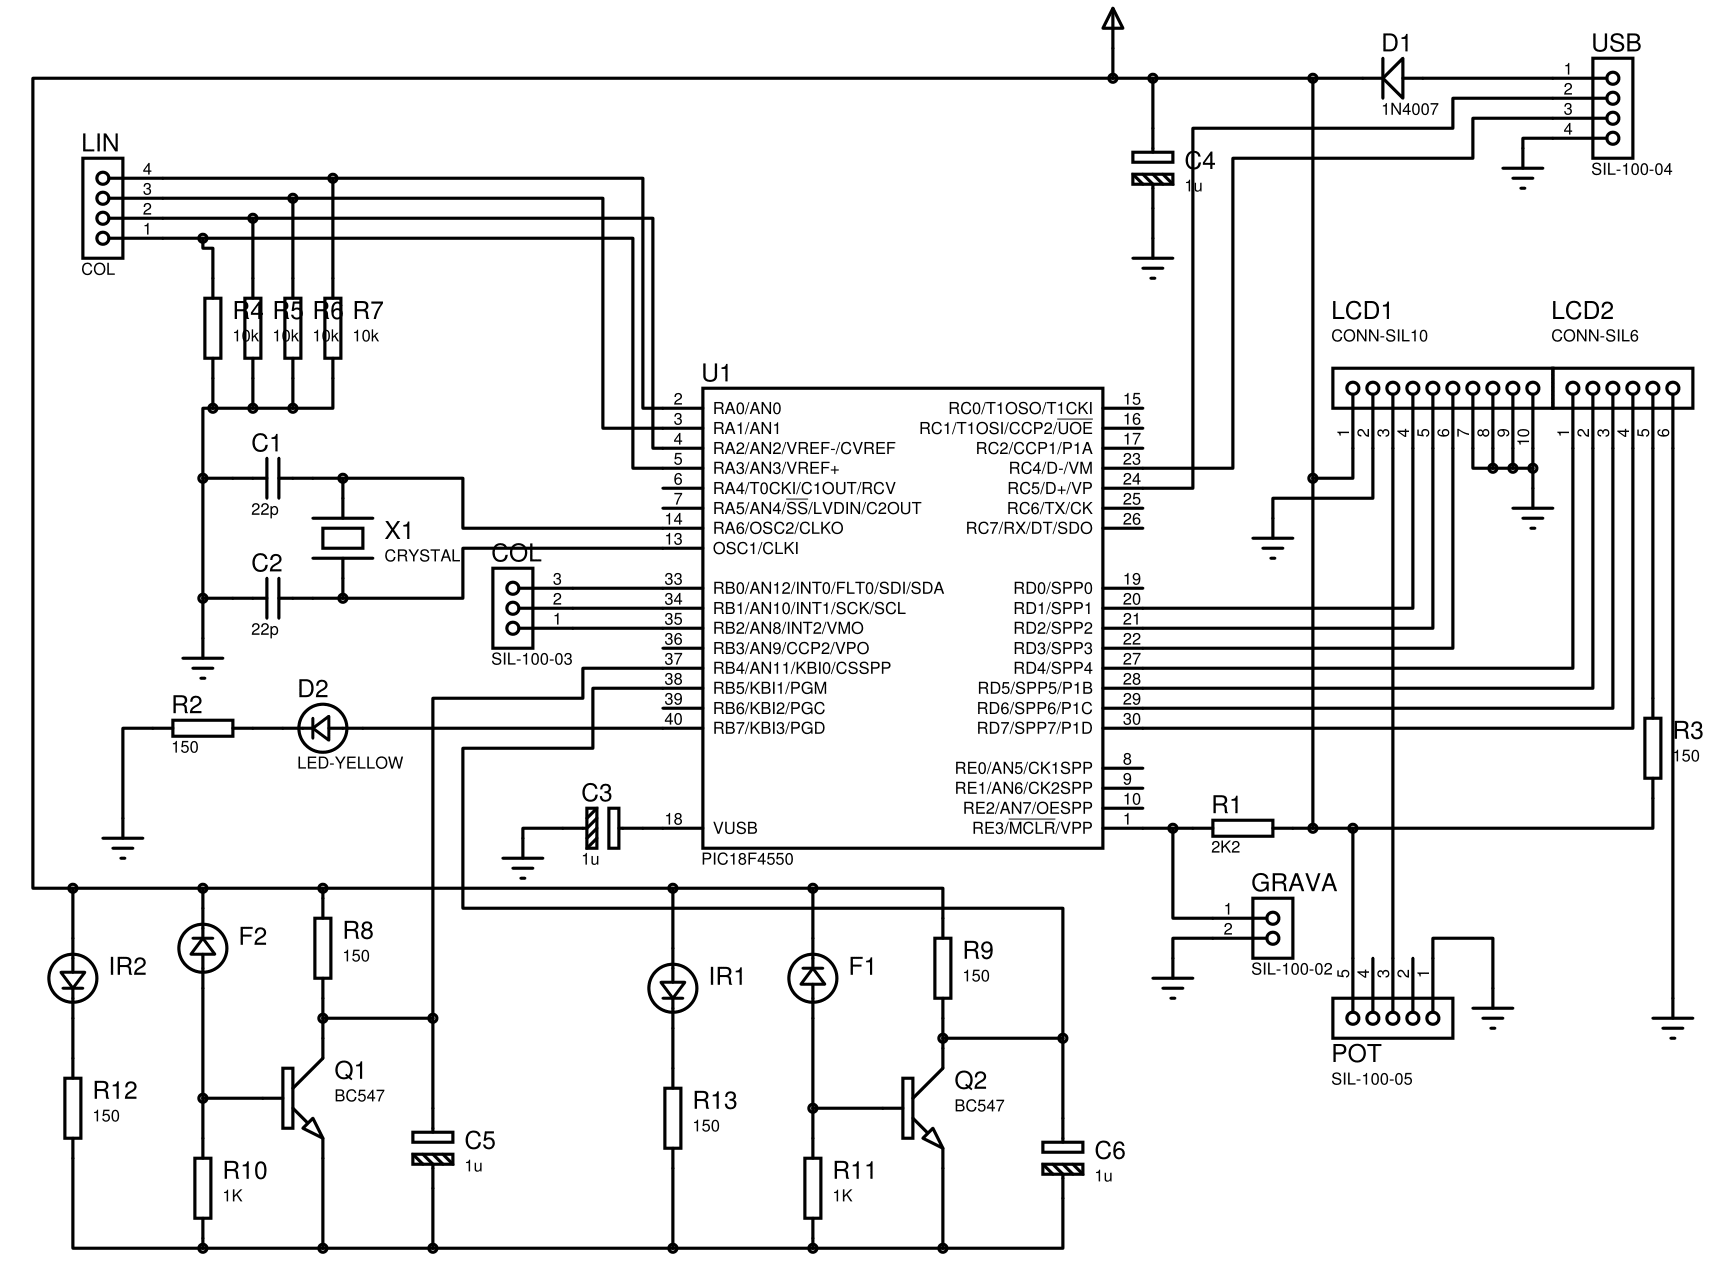 D1
1N4007
USB
1
2
3
4
SIL-100-04
LIN
4
3
2
1
COL
C4
1u
R4
10k
R5
10k
R6
10k
R7
10k
LCD1
CONN-SIL10
LCD2
CONN-SIL6
1
2
3
4
5
6
7
8
9
10
1
2
3
4
5
6
U1
2 RA0/AN0
3 RA1/AN1
4 RA2/AN2/VREF-/CVREF
5 RA3/AN3/VREF+
6 RA4/T0CKI/C1OUT/RCV
7 RA5/AN4/SS/LVDIN/C2OUT
14 RA6/OSC2/CLKO
13 OSC1/CLKI
33 RB0/AN12/INT0/FLT0/SDI/SDA
34 RB1/AN10/INT1/SCK/SCL
35 RB2/AN8/INT2/VMO
36 RB3/AN9/CCP2/VPO
37 RB4/AN11/KBI0/CSSPP
38 RB5/KBI1/PGM
39 RB6/KBI2/PGC
40 RB7/KBI3/PGD
18 VUSB
RC0/T1OSO/T1CKI 15
RC1/T1OSI/CCP2/UOE 16
RC2/CCP1/P1A 17
RC4/D-/VM 23
RC5/D+/VP 24
RC6/TX/CK 25
RC7/RX/DT/SDO 26
RD0/SPP0 19
RD1/SPP1 20
RD2/SPP2 21
RD3/SPP3 22
RD4/SPP4 27
RD5/SPP5/P1B 28
RD6/SPP6/P1C 29
RD7/SPP7/P1D 30
RE0/AN5/CK1SPP 8
RE1/AN6/CK2SPP 9
RE2/AN7/OESPP 10
RE3/MCLR/VPP 1
PIC18F4550
C1
22p
X1
CRYSTAL
C2
22p
COL
3
2
1
SIL-100-03
R2
150
D2
LED-YELLOW
C3
1u
R1
2K2
R3
150
GRAVA
1
2
SIL-100-02
5
4
3
2
1
POT
SIL-100-05
IR2
F2
R8
150
IR1
F1
R9
150
R12
150
Q1
BC547
R13
150
Q2
BC547
R10
1K
C5
1u
R11
1K
C6
1u